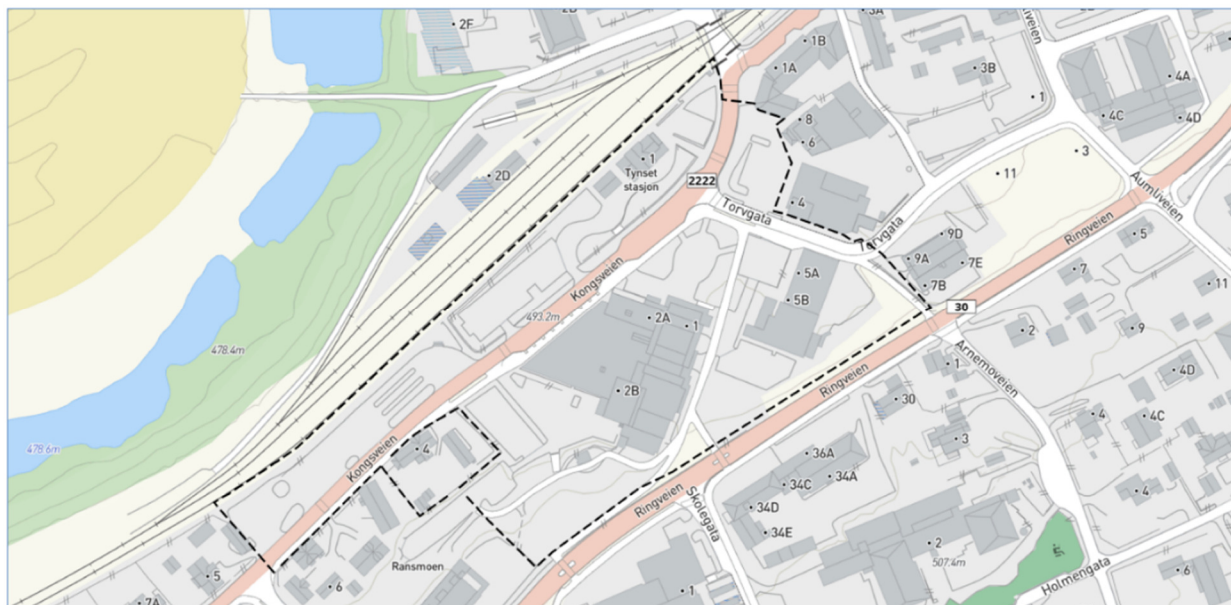 2F
1B
3A
1A
3B
4A
1
4C
4D
8
6
3
1
Tynset
stasjon
2D
11
2222
4
Torvgata
Torvgata
Aumliveien
Ringveien
9D
5
9A
7E
5A
7B
7
Kongsveien
5B
30
11
493.2m
2A
1
2
9
Arnemoveien
478.4m
1
Ringveien
4D
2B
30
4
4C
478.6m
Kongsveien
4
3
36A
34C
34A
4
Ringveien
34D
Skolegata
34E
2
507.4m
Ransmoen
5
6
7A
1
Holmengata
6